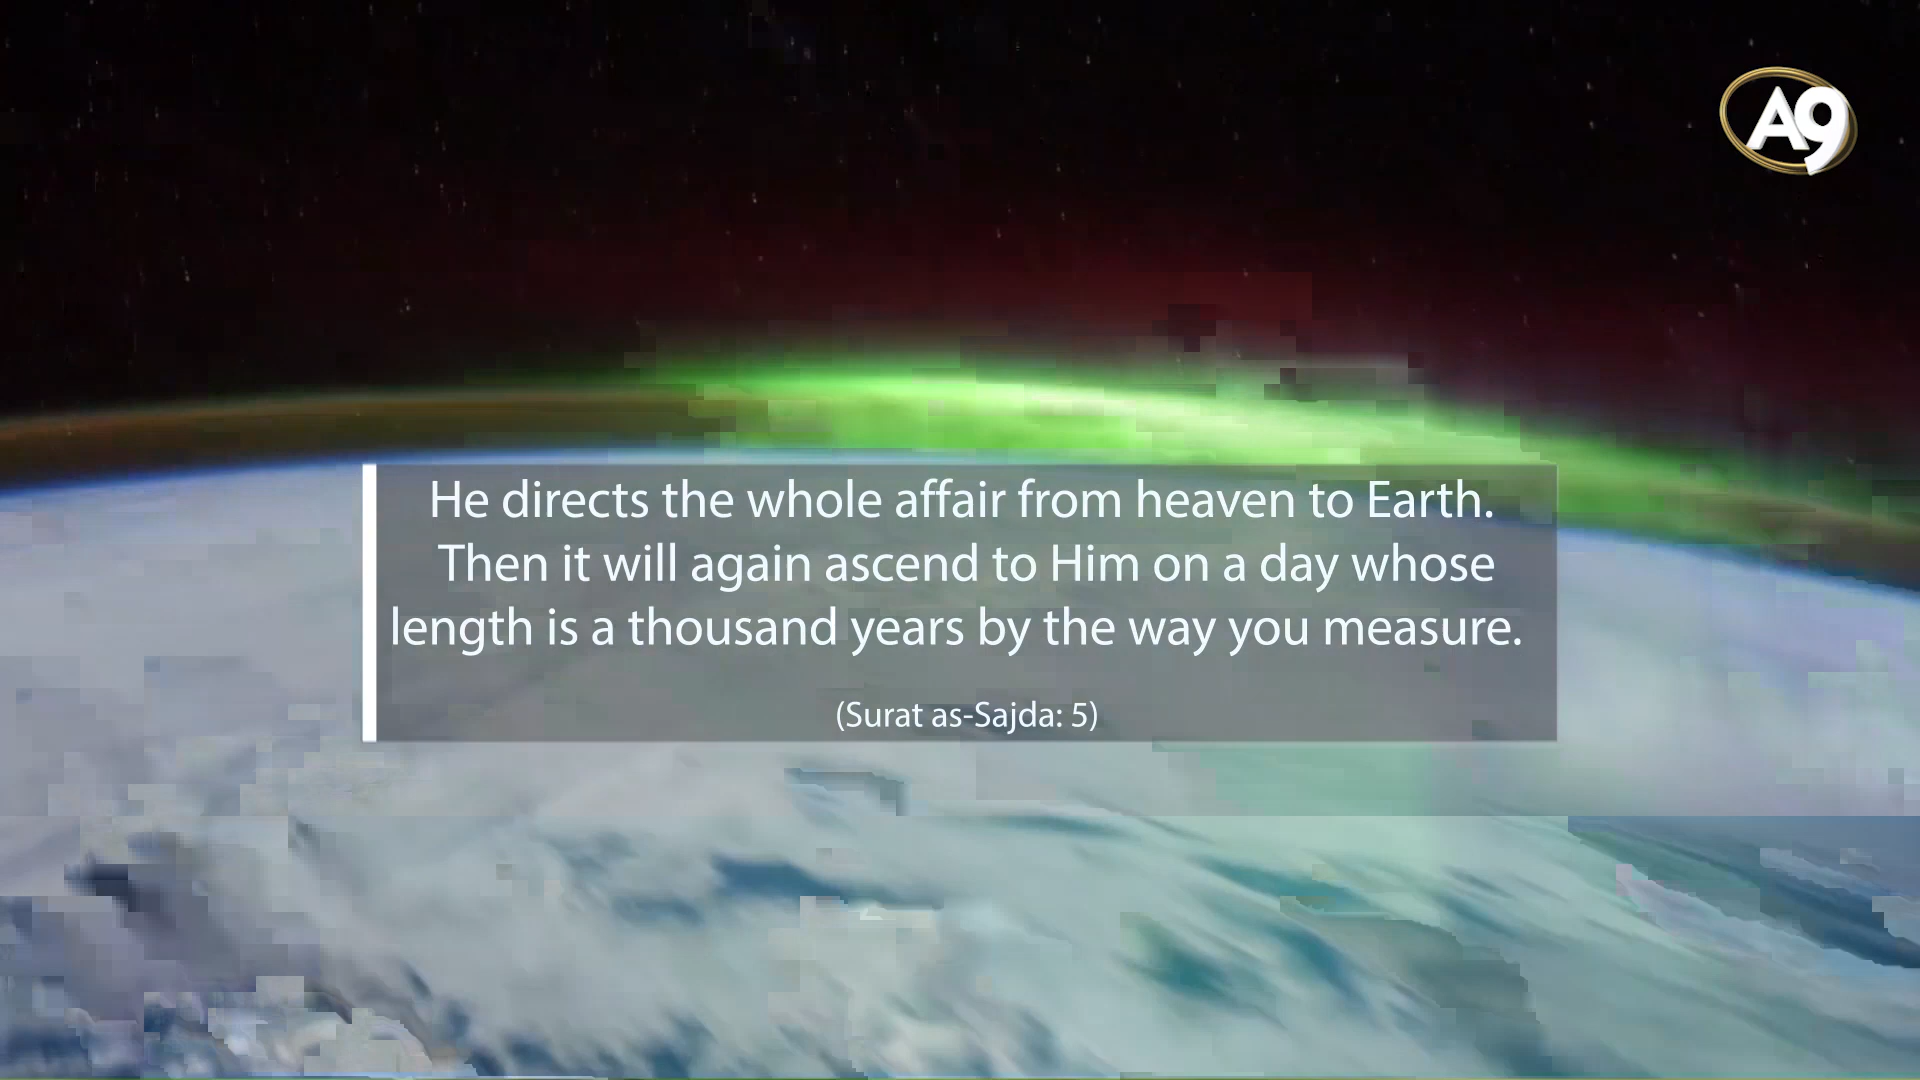 A9
He directs the whole affair from heaven to Earth.
Then it will again ascend to Him on a day whose
length is a thousand years by the way you measure.
(Surat as-Sajda: 5)